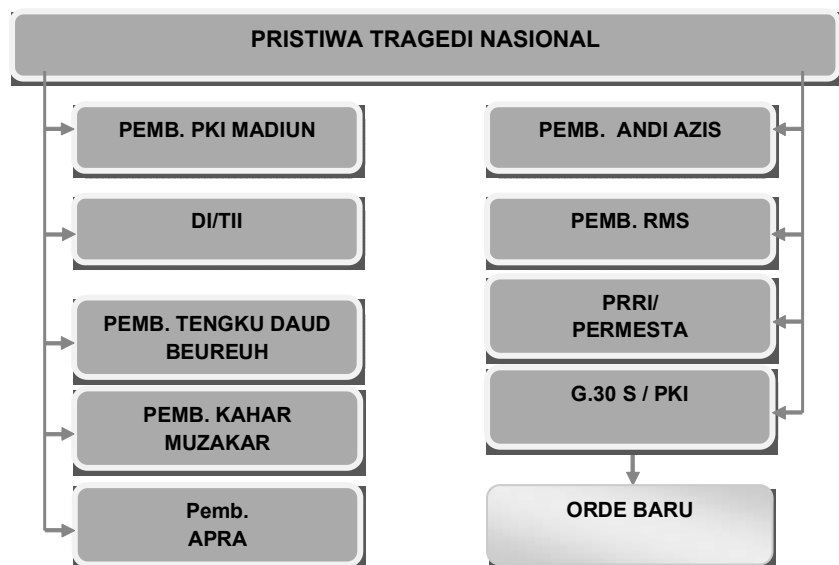 PRISTIWA TRAGEDI NASIONAL
PEMB. PKI MADIUN
DI/TII
PEMB. TENGKU DAUD
BEUREUH
PEMB. KAHAR
MUZAKAR
Pemb.
APRA
PEMB. ANDI AZIS
PEMB. RMS
PRRI/
PERMESTA
G.30 S / PKI
ORDE BARU